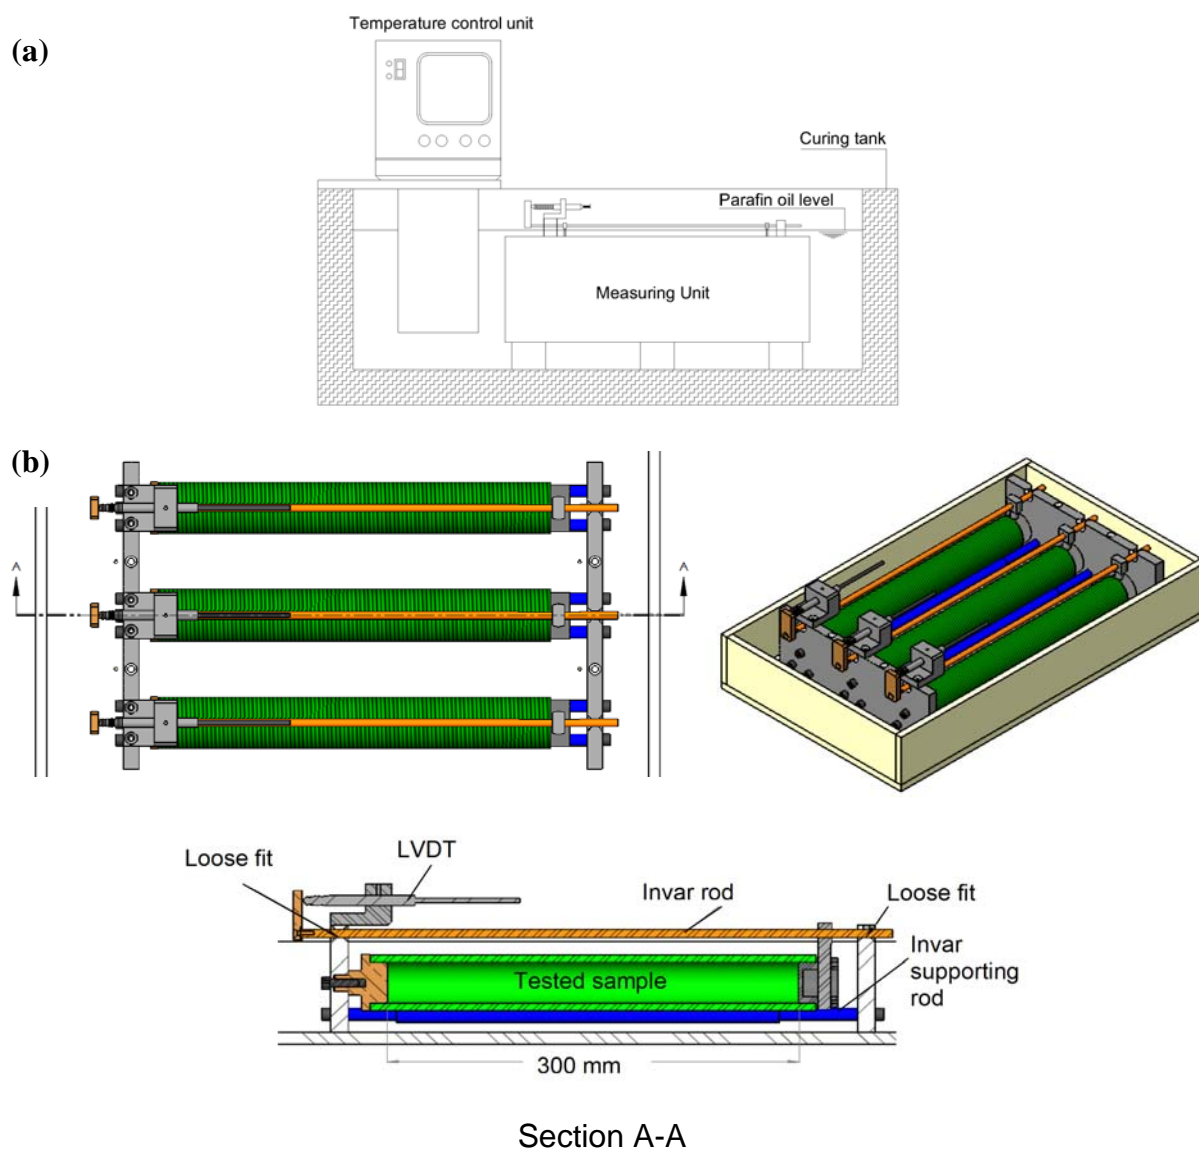 Temperature control unit
(a)
Curing tank
Parafin oil level
Measuring Unit
(b)
A
A
LVDT
Loose fit
Invar rod
Loose fit
Invar
supporting
rod
Tested sample
300 mm
Section A-A